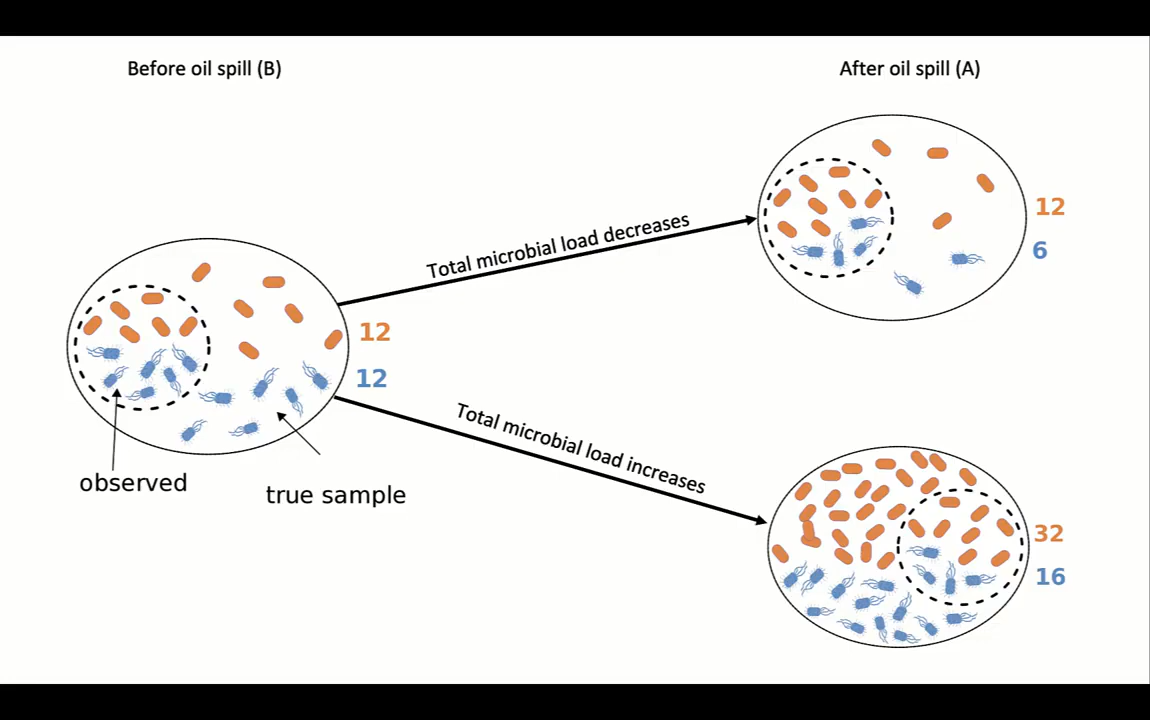 Before oil spill (B)
After oil spill (A)
12
6
Total microbial load decreases
12
12
Total microbial load increases
observed
true sample
32
16